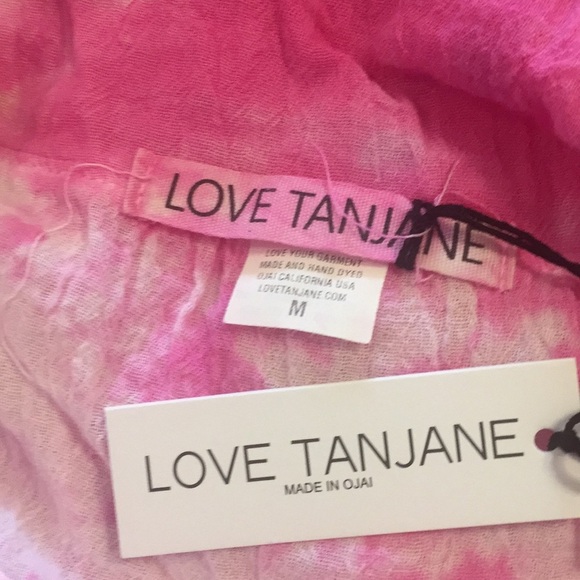 LOVE TANJANE
LOVE YOUR GARMENT
MADE AND HAND DYED
OJAI CALIFORNIA USA
LOVETANJANE.COM
M
LOVE TANJANE
MADE IN OJAI